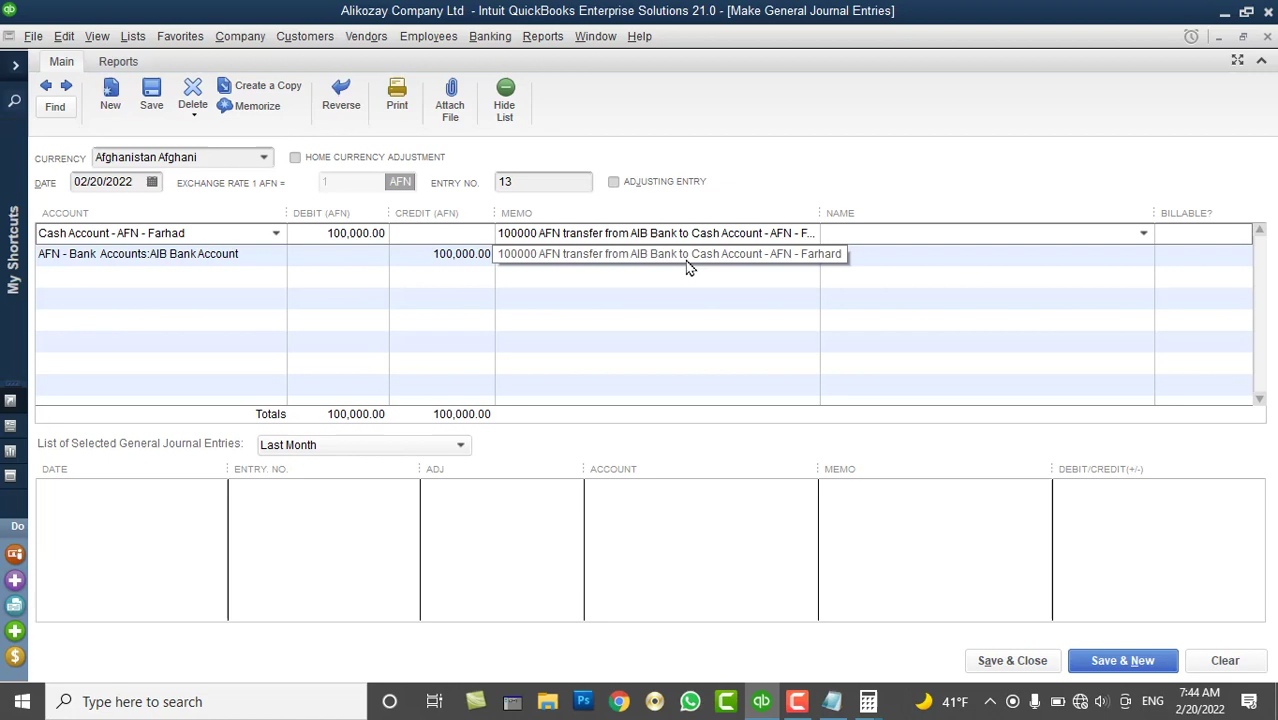 Alikozay Company Ltd - Intuit QuickBooks Enterprise Solutions 21.0 - [Make General Journal Entries]
File Edit View Lists Favorites Company Customers Vendors Employees Banking Reports Window Help
Main Reports
Find New Save Delete Create a Copy Memorize Reverse Print Attach File Hide List
CURRENCY Afghanistan Afghani HOME CURRENCY ADJUSTMENT
DATE 02/20/2022 EXCHANGE RATE 1 AFN = 1 AFN ENTRY NO. 13 ADJUSTING ENTRY
ACCOUNT DEBIT (AFN) CREDIT (AFN) MEMO NAME BILLABLE?
Cash Account - AFN - Farhad 100,000.00 100000 AFN transfer from AIB Bank to Cash Account - AFN - F...
AFN - Bank Accounts:AIB Bank Account 100,000.00 100000 AFN transfer from AIB Bank to Cash Account - AFN - Farhard
Totals 100,000.00 100,000.00
List of Selected General Journal Entries: Last Month
DATE ENTRY. NO. ADJ ACCOUNT MEMO DEBIT/CREDIT(+/-)
My Shortcuts
Do
Save & Close Save & New Clear
Type here to search Ps 41°F ENG 7:44 AM
2/20/2022